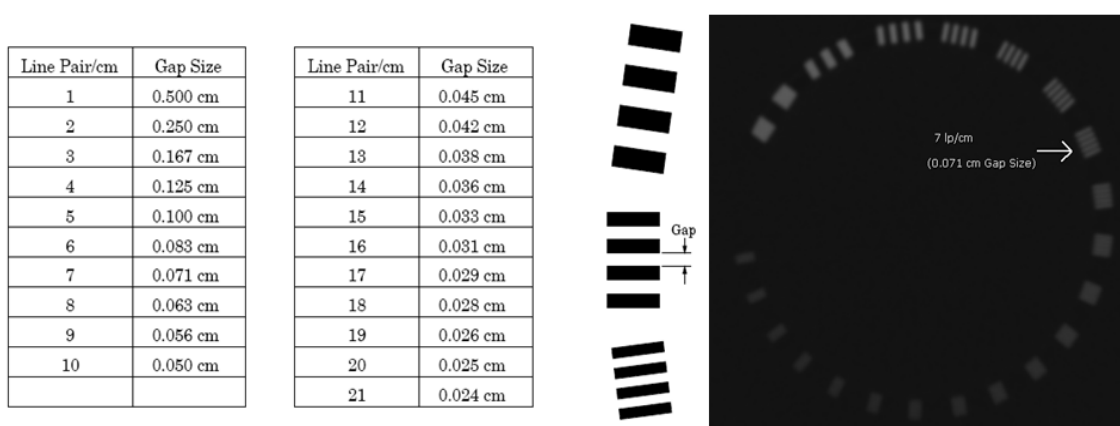 Line Pair/cm Gap Size
1 0.500 cm
2 0.250 cm
3 0.167 cm
4 0.125 cm
5 0.100 cm
6 0.083 cm
7 0.071 cm
8 0.063 cm
9 0.056 cm
10 0.050 cm
Line Pair/cm Gap Size
11 0.045 cm
12 0.042 cm
13 0.038 cm
14 0.036 cm
15 0.033 cm
16 0.031 cm
17 0.029 cm
18 0.028 cm
19 0.026 cm
20 0.025 cm
21 0.024 cm
Gap
7 lp/cm
(0.071 cm Gap Size)